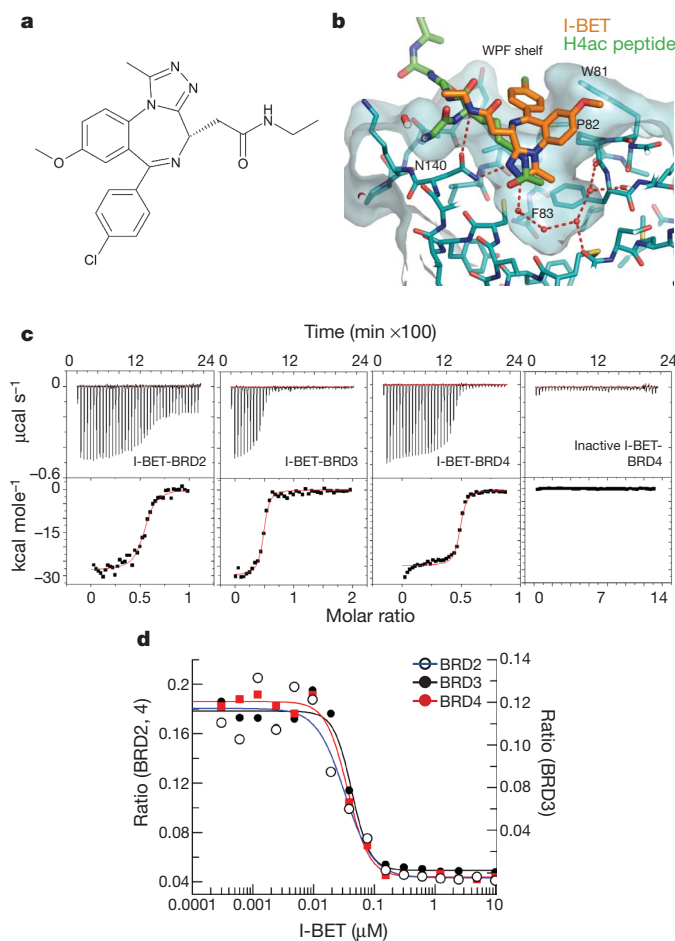 a
CH₃
N
N
N
N
H
N
O
O
Cl
b
I-BET
H4ac peptide
WPF shelf
W81
P82
N140
F83
c
Time (min ×100)
0 12 24 0 12 24 0 12 24 0 12 24
μcal s⁻¹
0
−0.6
I-BET-BRD2
I-BET-BRD3
I-BET-BRD4
Inactive I-BET-
BRD4
kcal mole⁻¹
0
−15
−30
0 0.5 1 0 1 2 0 0.5 1 0 7 14
Molar ratio
d
BRD2
BRD3
BRD4
Ratio (BRD2, 4)
0.2
0.16
0.12
0.08
0.04
Ratio (BRD3)
0.14
0.12
0.10
0.08
0.06
0.04
0.0001 0.001 0.01 0.1 1 10
I-BET (μM)